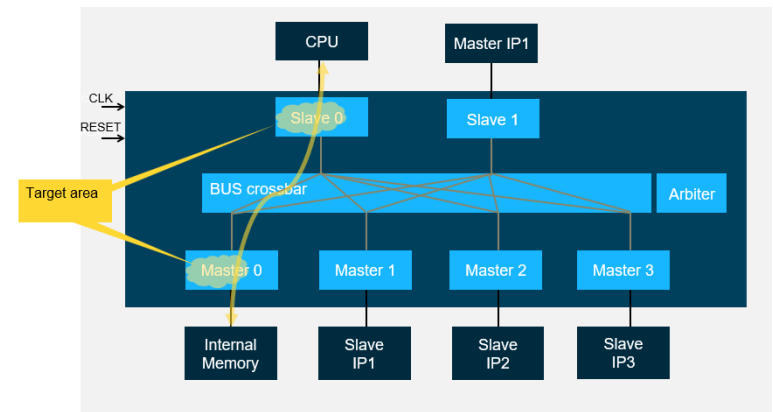 CPU
Master IP1
CLK
RESET
Slave 0
Slave 1
Target area
BUS crossbar
Arbiter
Master 0
Master 1
Master 2
Master 3
Internal
Memory
Slave
IP1
Slave
IP2
Slave
IP3